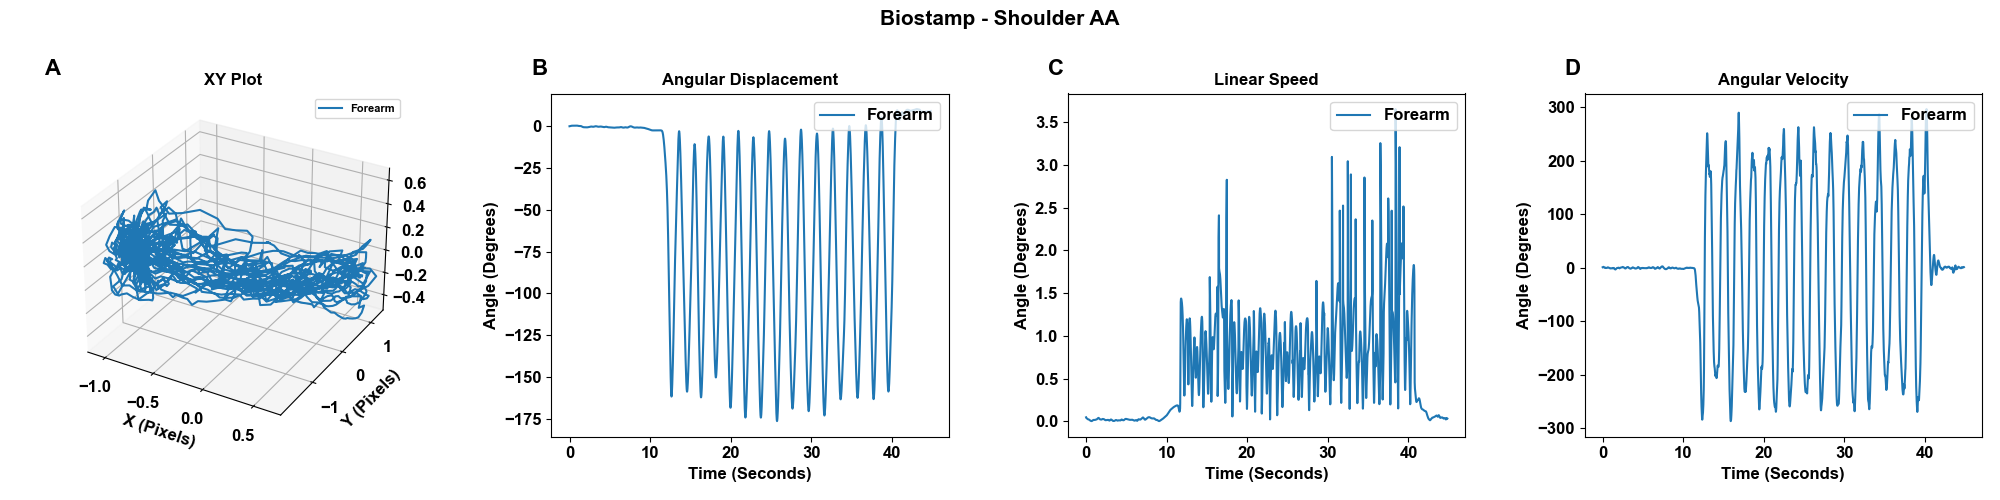 Biostamp - Shoulder AA
A
XY Plot
Forearm
0.6
0.4
0.2
0.0
−0.2
−0.4
1
0
−1
Y (Pixels)
−1.0
−0.5
0.0
0.5
X (Pixels)
B
Angular Displacement
Forearm
0
−25
−50
−75
−100
−125
−150
−175
Angle (Degrees)
0 10 20 30 40
Time (Seconds)
C
Linear Speed
Forearm
3.5
3.0
2.5
2.0
1.5
1.0
0.5
0.0
Angle (Degrees)
0 10 20 30 40
Time (Seconds)
D
Angular Velocity
Forearm
300
200
100
0
−100
−200
−300
Angle (Degrees)
0 10 20 30 40
Time (Seconds)